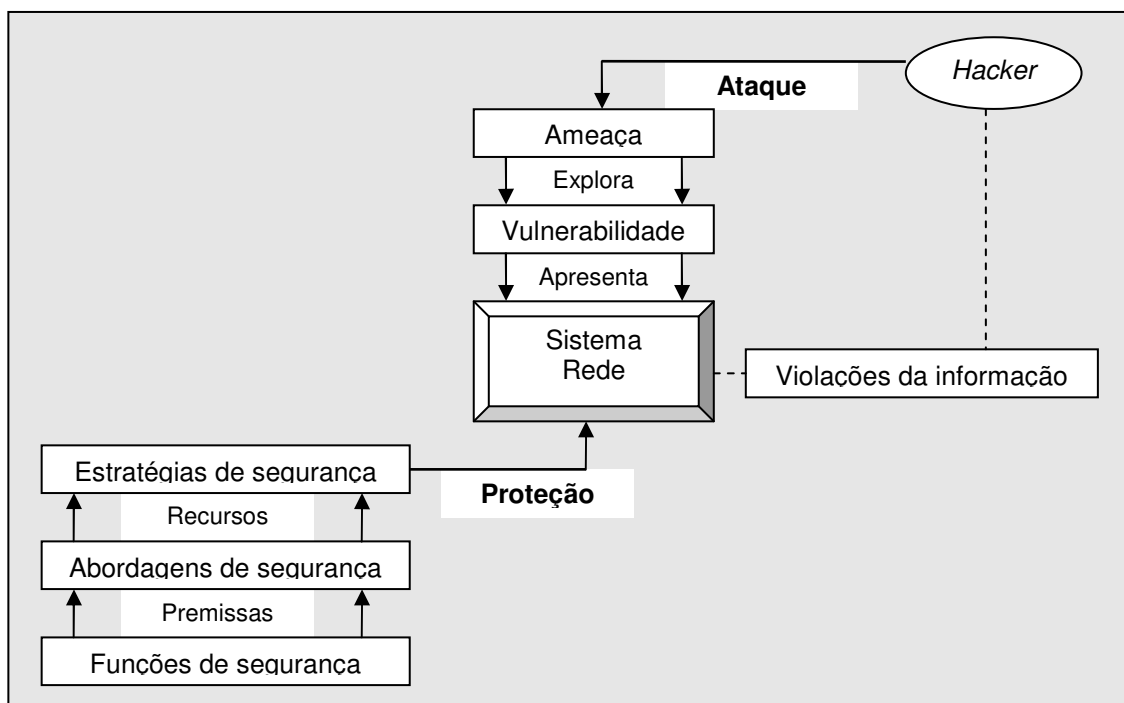 Hacker
Ataque
Ameaça
Explora
Vulnerabilidade
Apresenta
Sistema
Rede
Violações da informação
Estratégias de segurança
Proteção
Recursos
Abordagens de segurança
Premissas
Funções de segurança